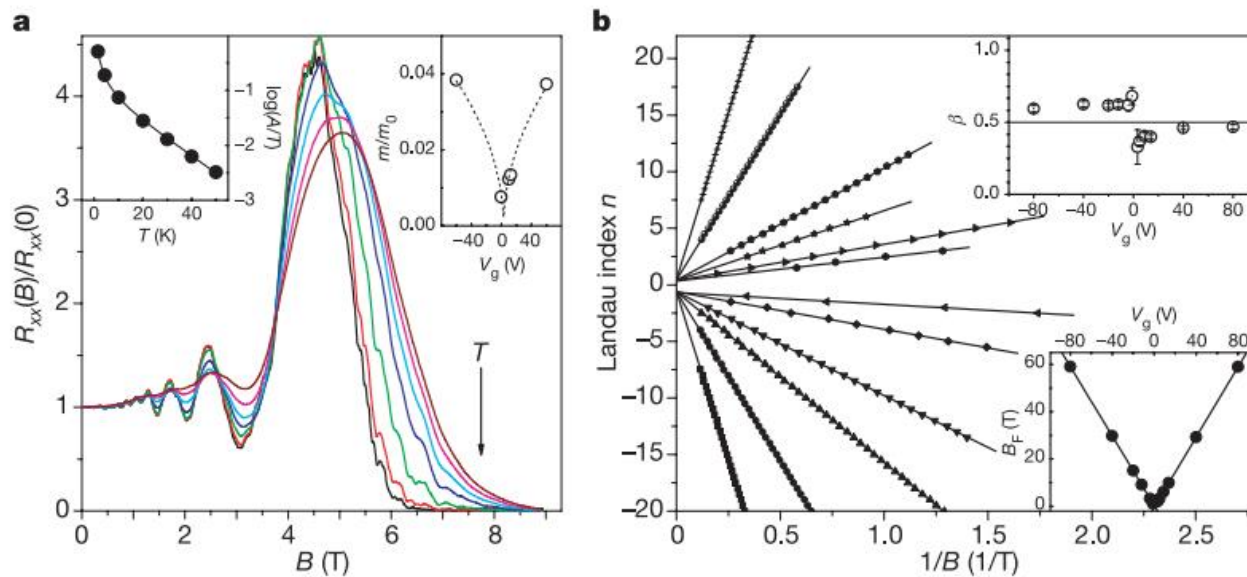 a
R_xx(B)/R_xx(0)
4
3
2
1
0
0 2 4 6 8
B (T)
T
log(A/T)
−1
−2
−3
0 20 40
T (K)
m/m_0
0.04
0.02
0.00
−60 0 60
V_g (V)
b
Landau index n
20
15
10
5
0
−5
−10
−15
−20
0 0.5 1.0 1.5 2.0 2.5
1/B (1/T)
β
1.0
0.5
0.0
−80 −40 0 40 80
V_g (V)
V_g (V)
−80 −40 0 40 80
B_F (T)
60
40
20
0